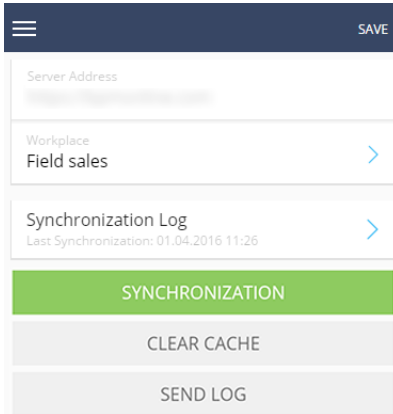 SAVE
Server Address
Workplace
Field sales
Synchronization Log
Last Synchronization: 01.04.2016 11:26
SYNCHRONIZATION
CLEAR CACHE
SEND LOG